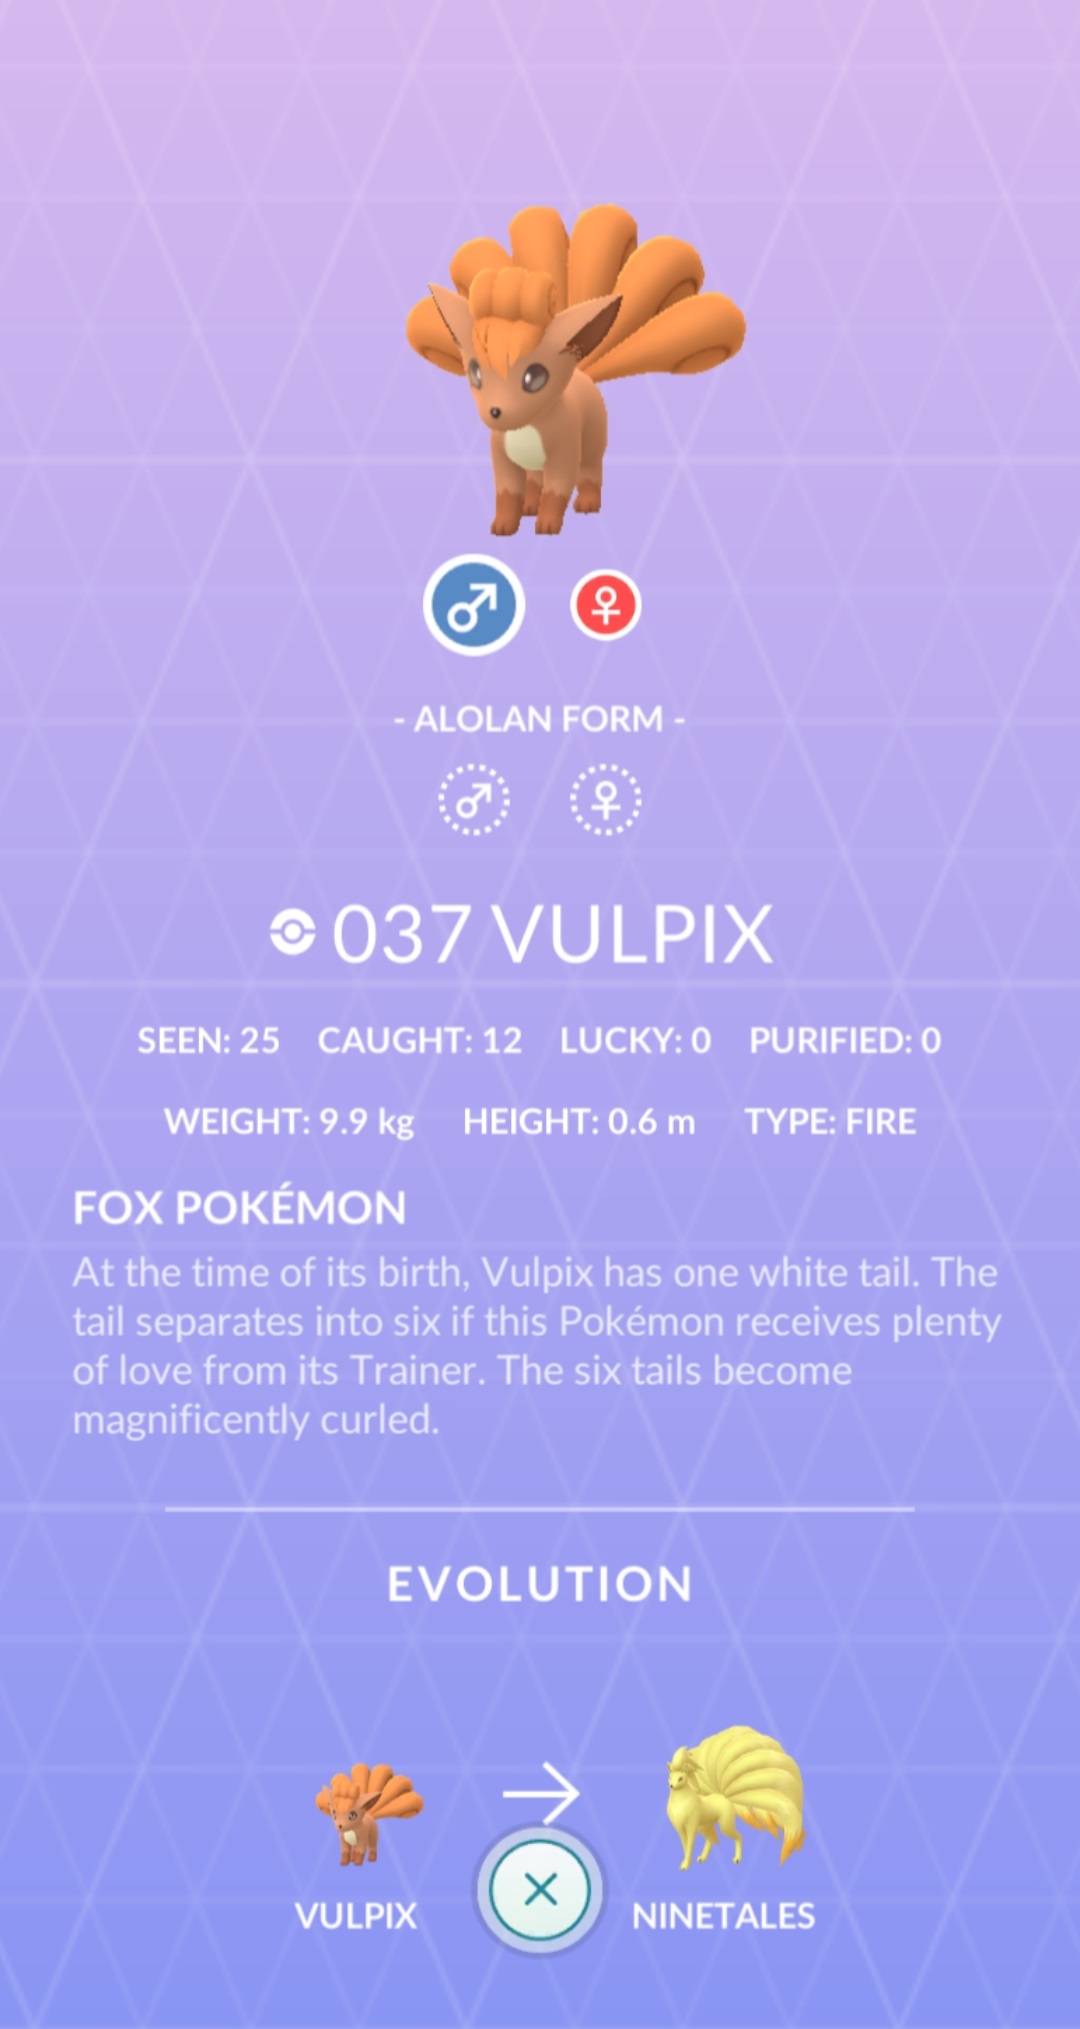 - ALOLAN FORM -
037 VULPIX
SEEN: 25 CAUGHT: 12 LUCKY: 0 PURIFIED: 0
WEIGHT: 9.9 kg HEIGHT: 0.6 m TYPE: FIRE
FOX POKÉMON
At the time of its birth, Vulpix has one white tail. The
tail separates into six if this Pokémon receives plenty
of love from its Trainer. The six tails become
magnificently curled.
EVOLUTION
VULPIX NINETALES